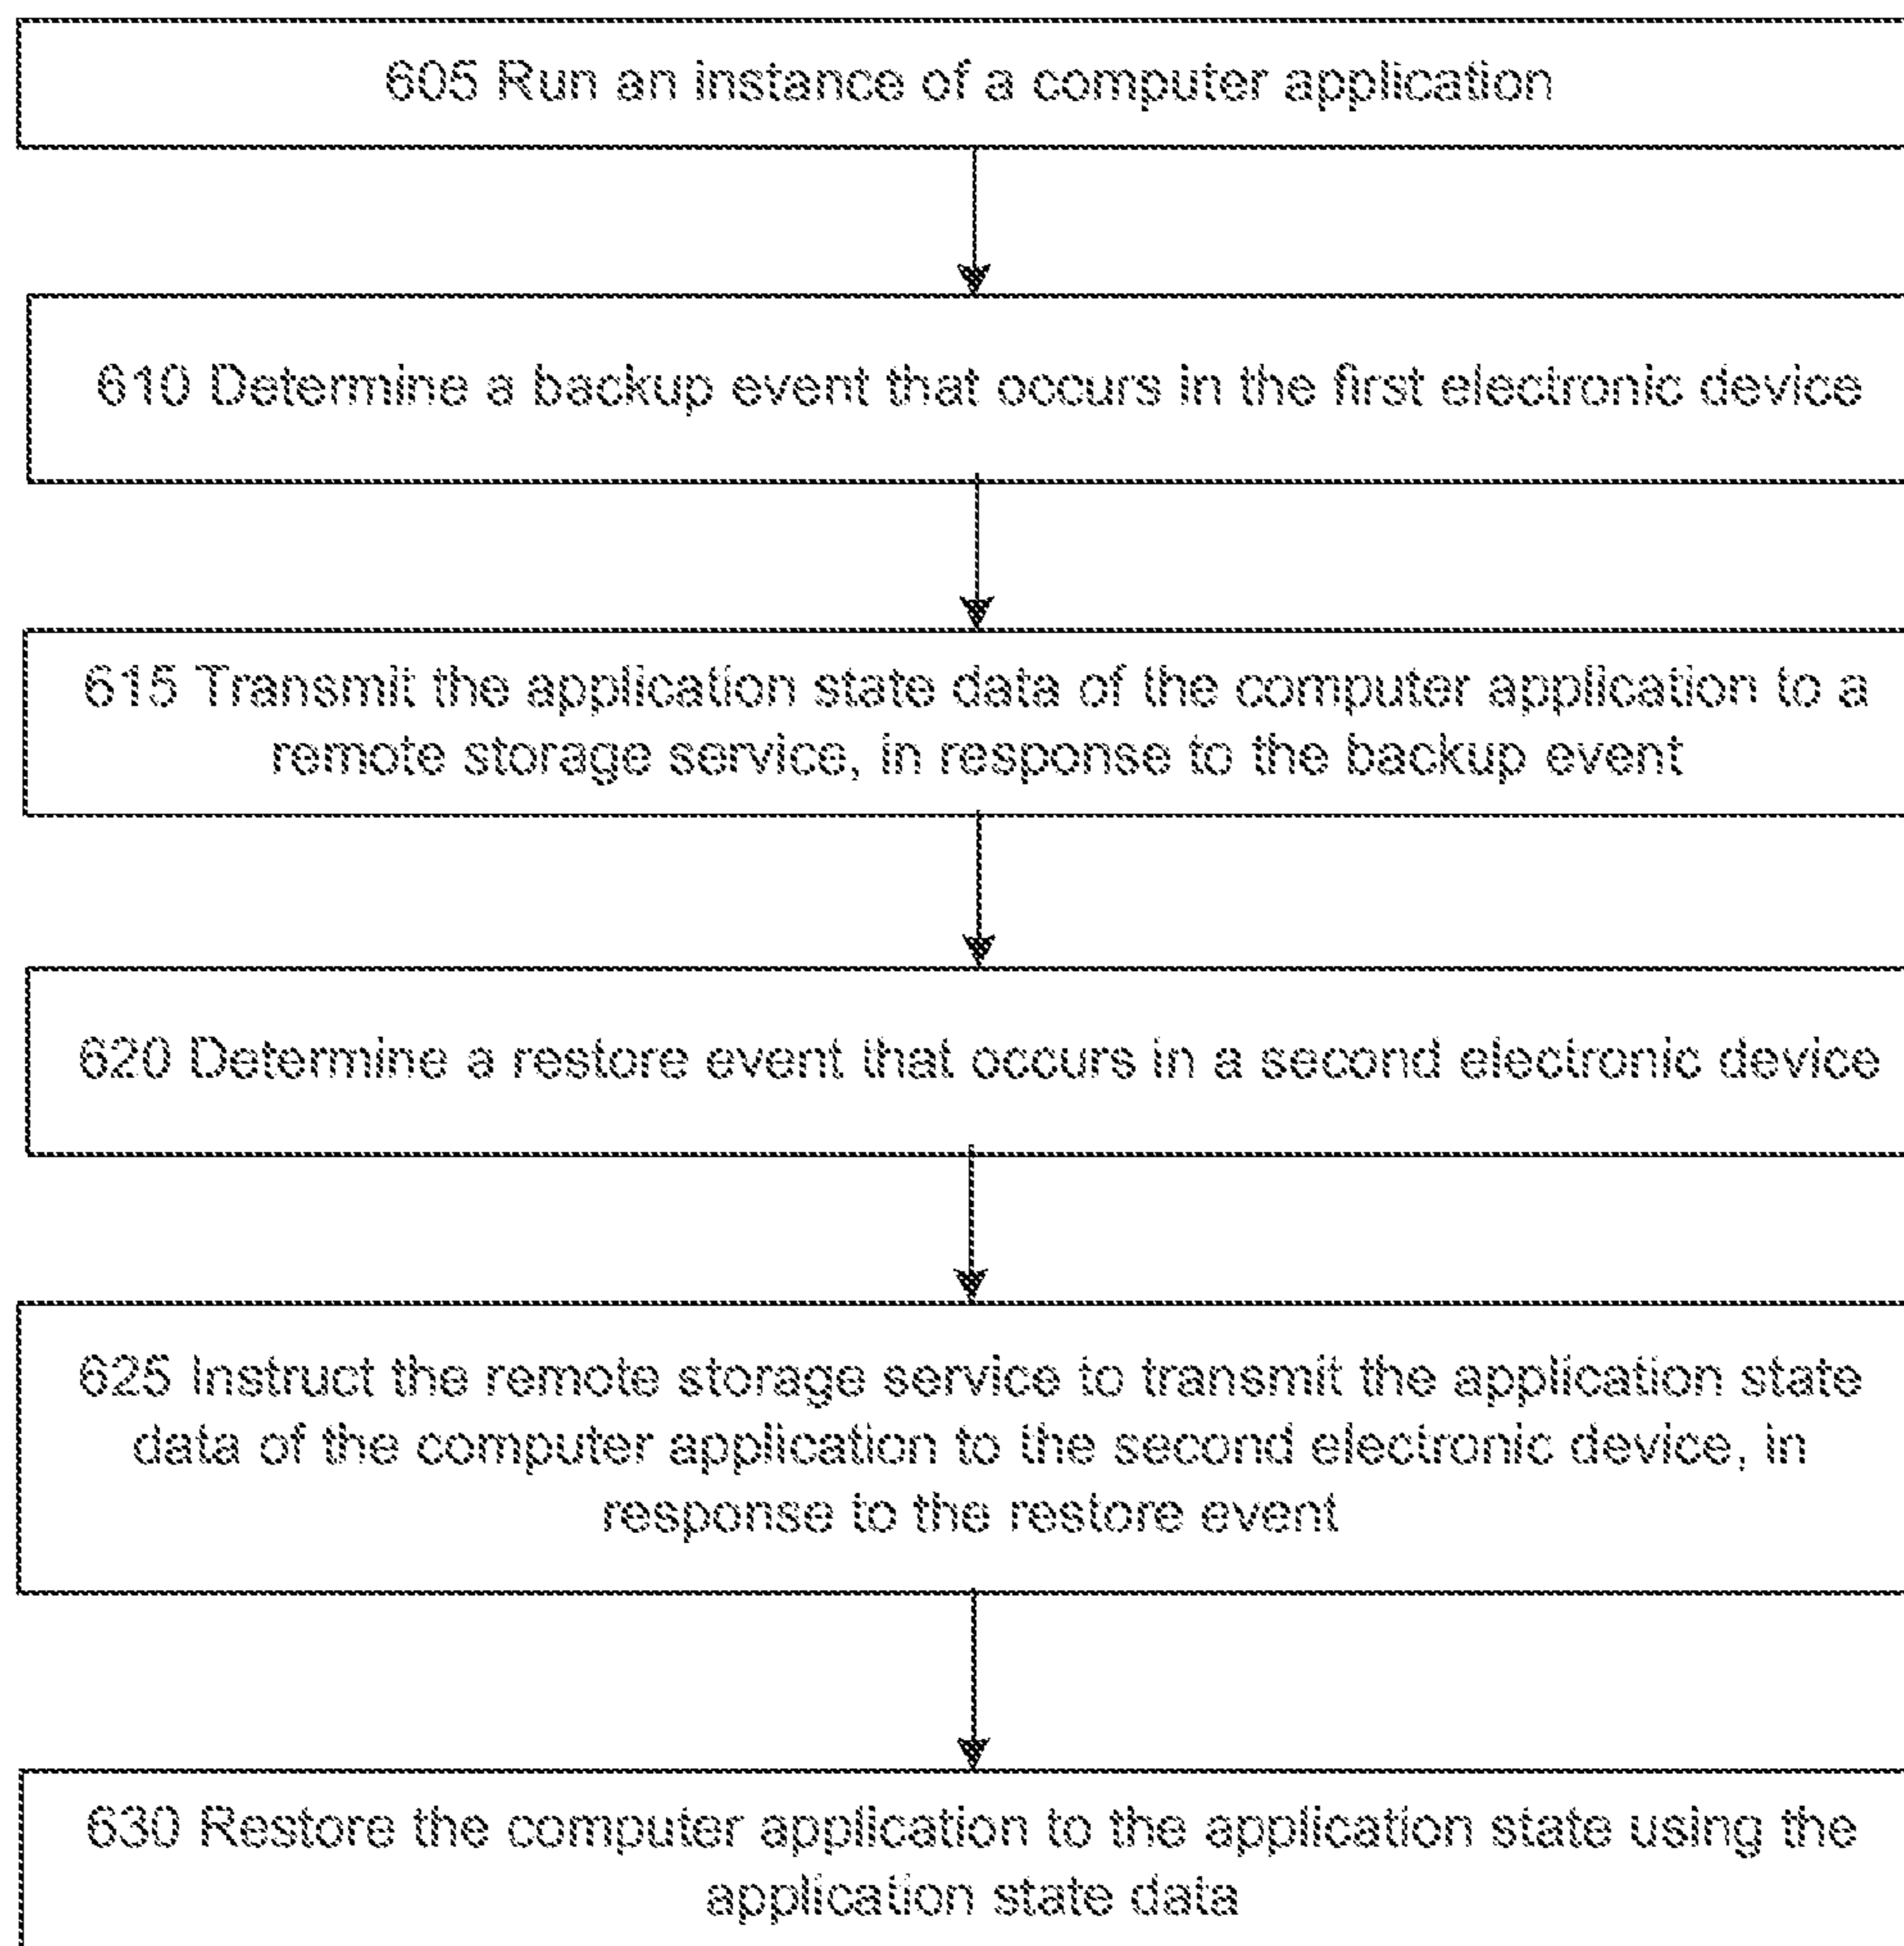 605 Run an instance of a computer application
610 Determine a backup event that occurs in the first electronic device
615 Transmit the application state data of the computer application to a
remote storage service, in response to the backup event
620 Determine a restore event that occurs in a second electronic device
625 Instruct the remote storage service to transmit the application state
data of the computer application to the second electronic device, in
response to the restore event
630 Restore the computer application to the application state using the
application state data